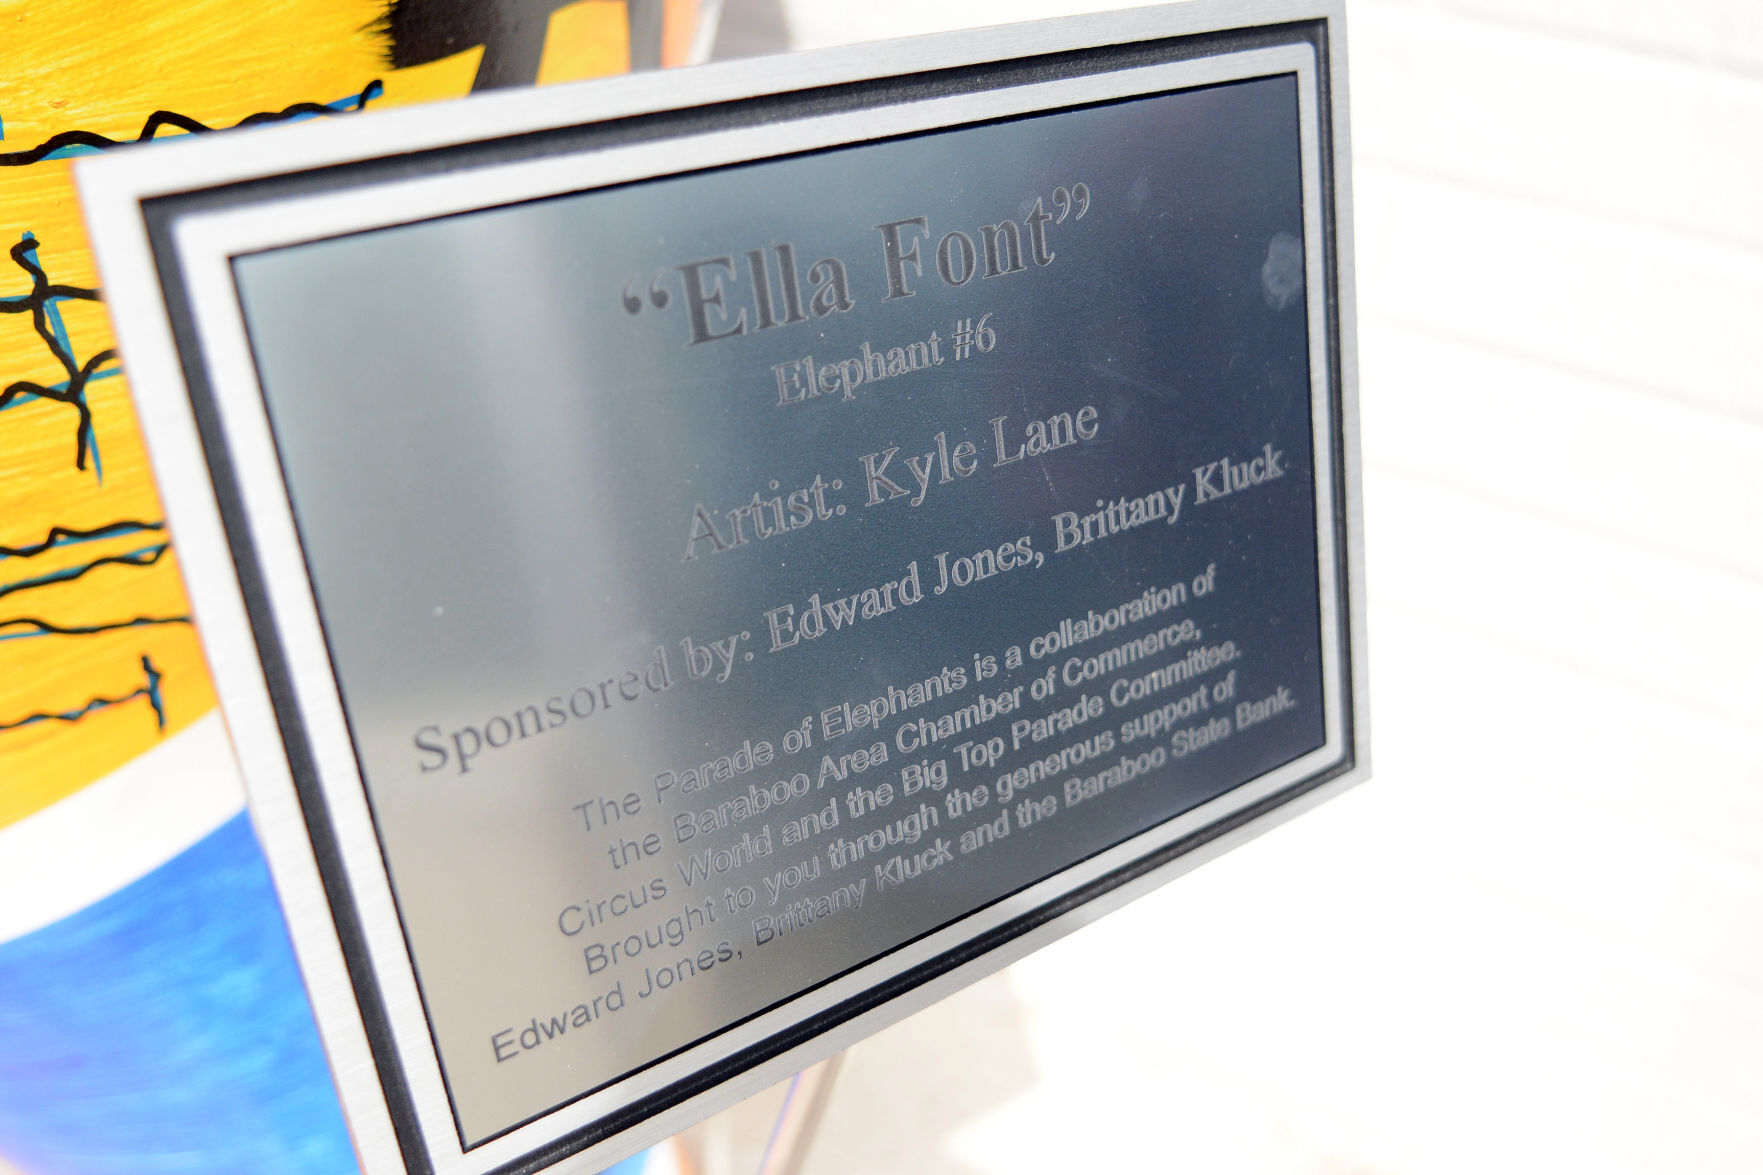 “Ella Font”
Elephant #6
Artist: Kyle Lane
Sponsored by: Edward Jones, Brittany Kluck
The Parade of Elephants is a collaboration of
the Baraboo Area Chamber of Commerce,
Circus World and the Big Top Parade Committee.
Brought to you through the generous support of
Edward Jones, Brittany Kluck and the Baraboo State Bank.